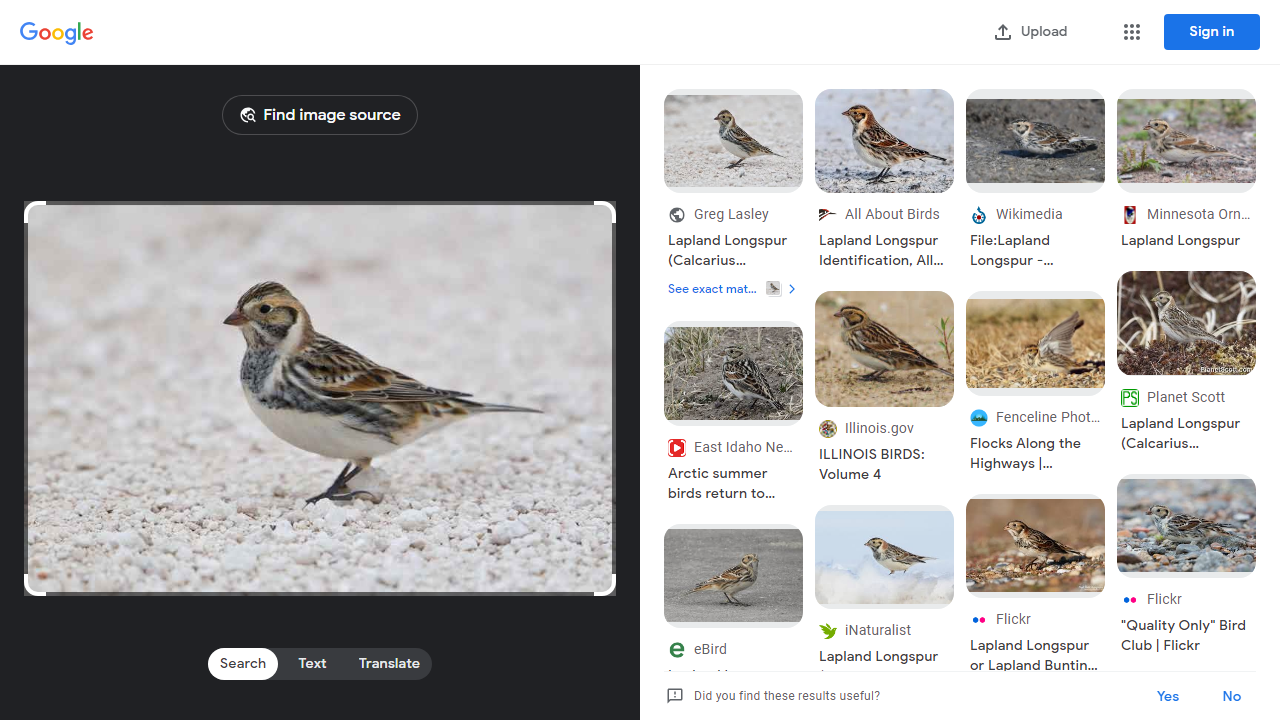 Google
Upload
Sign in
Find image source
Search
Text
Translate
Greg Lasley
Lapland Longspur
(Calcarius...
See exact mat...
East Idaho Ne...
Arctic summer
birds return to...
eBird
All About Birds
Lapland Longspur
Identification, All...
Illinois.gov
ILLINOIS BIRDS:
Volume 4
iNaturalist
Lapland Longspur
Wikimedia
File:Lapland
Longspur -...
Fenceline Phot...
Flocks Along the
Highways |...
Flickr
Lapland Longspur
or Lapland Buntin...
Minnesota Orn...
Lapland Longspur
PlanetScott.com
PS
Planet Scott
Lapland Longspur
(Calcarius...
Flickr
"Quality Only" Bird
Club | Flickr
Did you find these results useful?
Yes
No